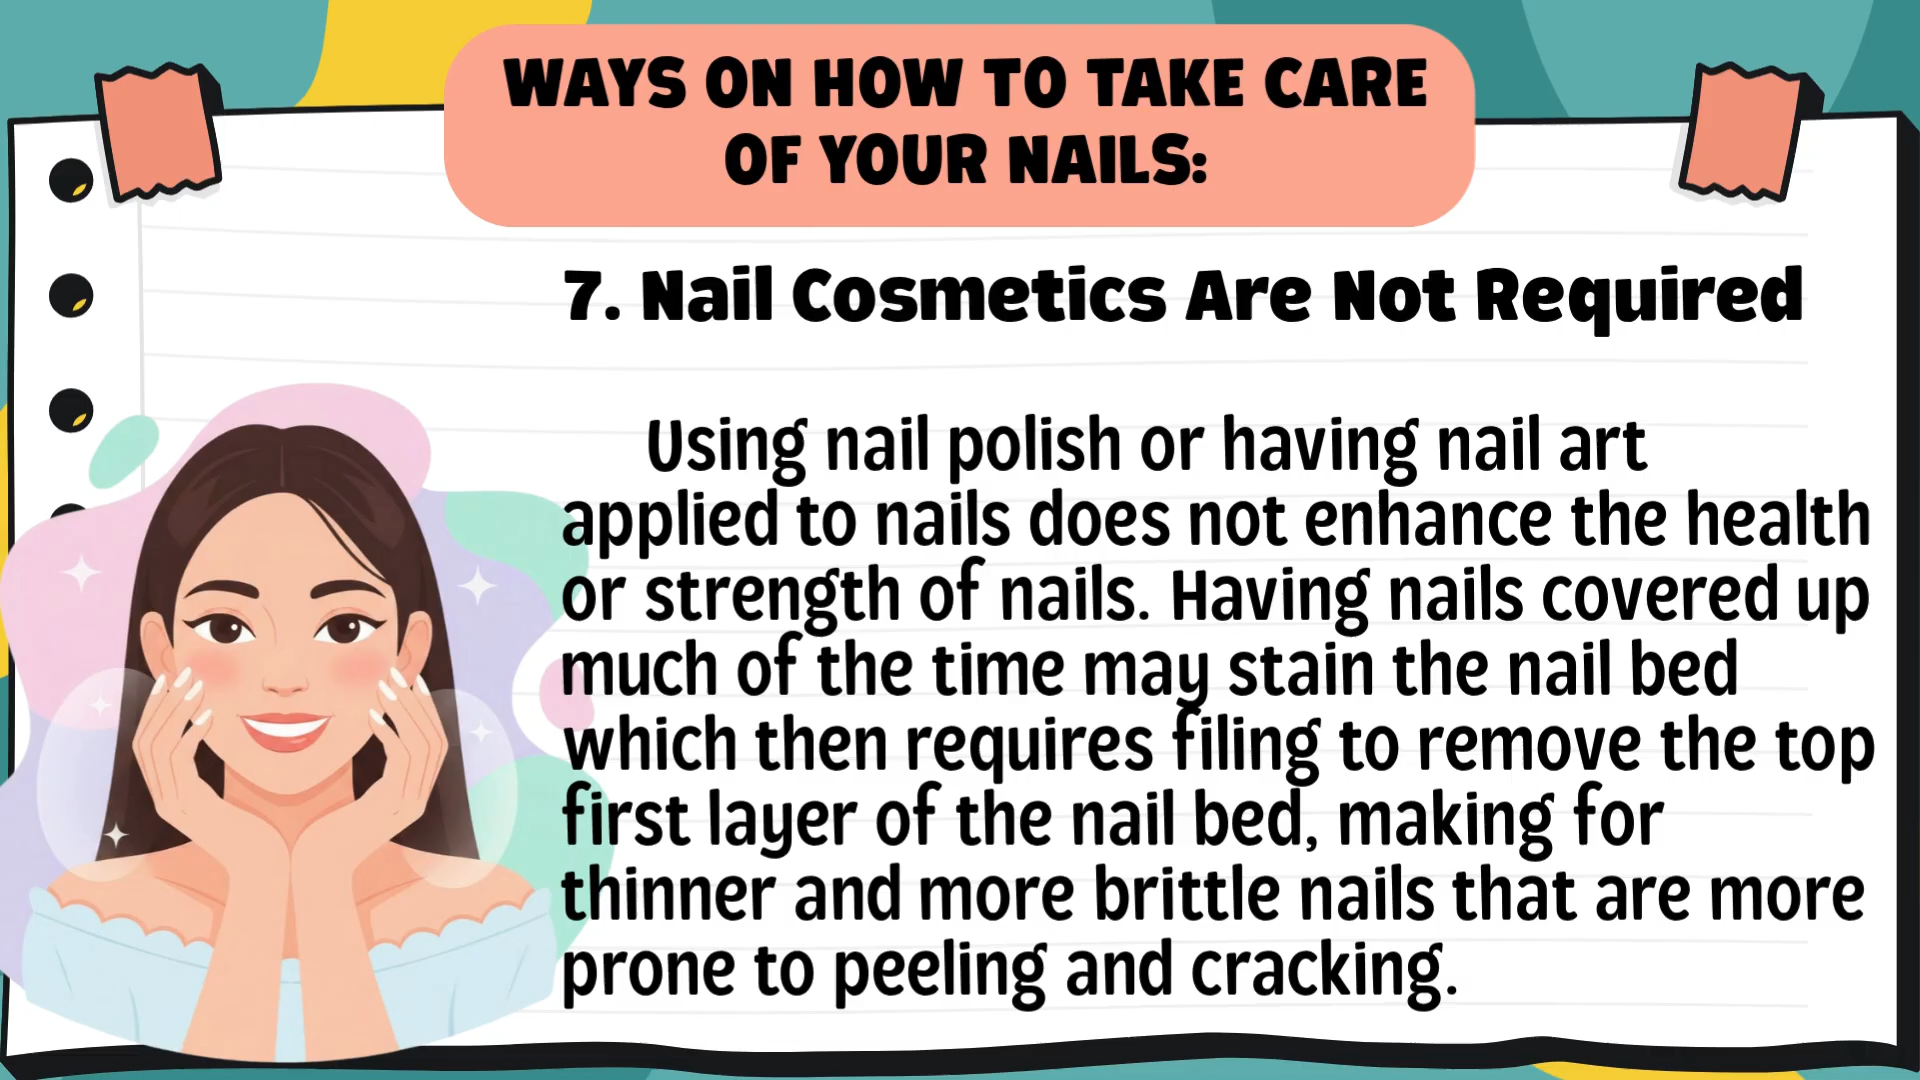 WAYS ON HOW TO TAKE CARE
OF YOUR NAILS:
7. Nail Cosmetics Are Not Required
Using nail polish or having nail art
applied to nails does not enhance the health
or strength of nails. Having nails covered up
much of the time may stain the nail bed
which then requires filing to remove the top
first layer of the nail bed, making for
thinner and more brittle nails that are more
prone to peeling and cracking.